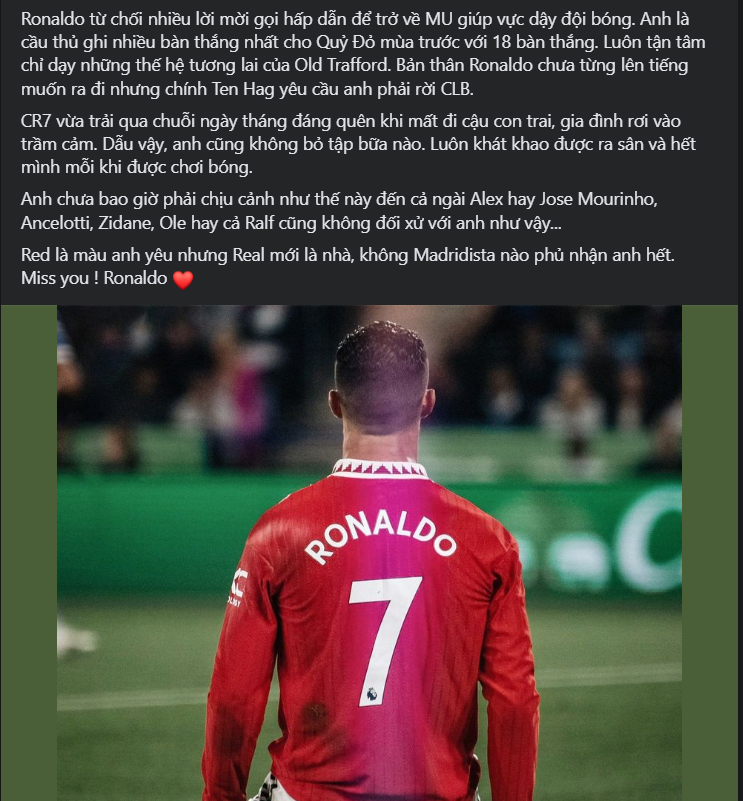 Ronaldo từ chối nhiều lời mời gọi hấp dẫn để trở về MU giúp vực dậy đội bóng. Anh là
cầu thủ ghi nhiều bàn thắng nhất cho Quỷ Đỏ mùa trước với 18 bàn thắng. Luôn tận tâm
chỉ dạy những thế hệ tương lai của Old Trafford. Bản thân Ronaldo chưa từng lên tiếng
muốn ra đi nhưng chính Ten Hag yêu cầu anh phải rời CLB.
CR7 vừa trải qua chuỗi ngày tháng đáng quên khi mất đi cậu con trai, gia đình rơi vào
trầm cảm. Dẫu vậy, anh cũng không bỏ tập bữa nào. Luôn khát khao được ra sân và hết
mình mỗi khi được chơi bóng.
Anh chưa bao giờ phải chịu cảnh như thế này đến cả ngài Alex hay Jose Mourinho,
Ancelotti, Zidane, Ole hay cả Ralf cũng không đối xử với anh như vậy...
Red là màu anh yêu nhưng Real mới là nhà, không Madridista nào phủ nhận anh hết.
Miss you ! Ronaldo ❤️
RONALDO
7